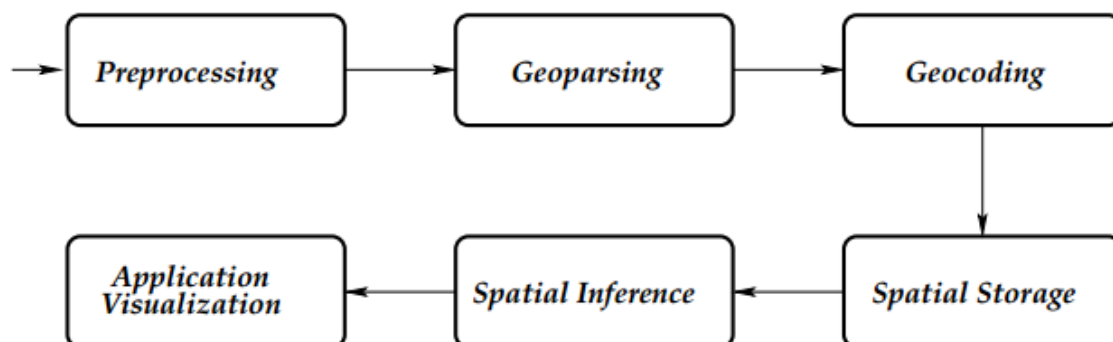 Preprocessing
Geoparsing
Geocoding
Application
Visualization
Spatial Inference
Spatial Storage